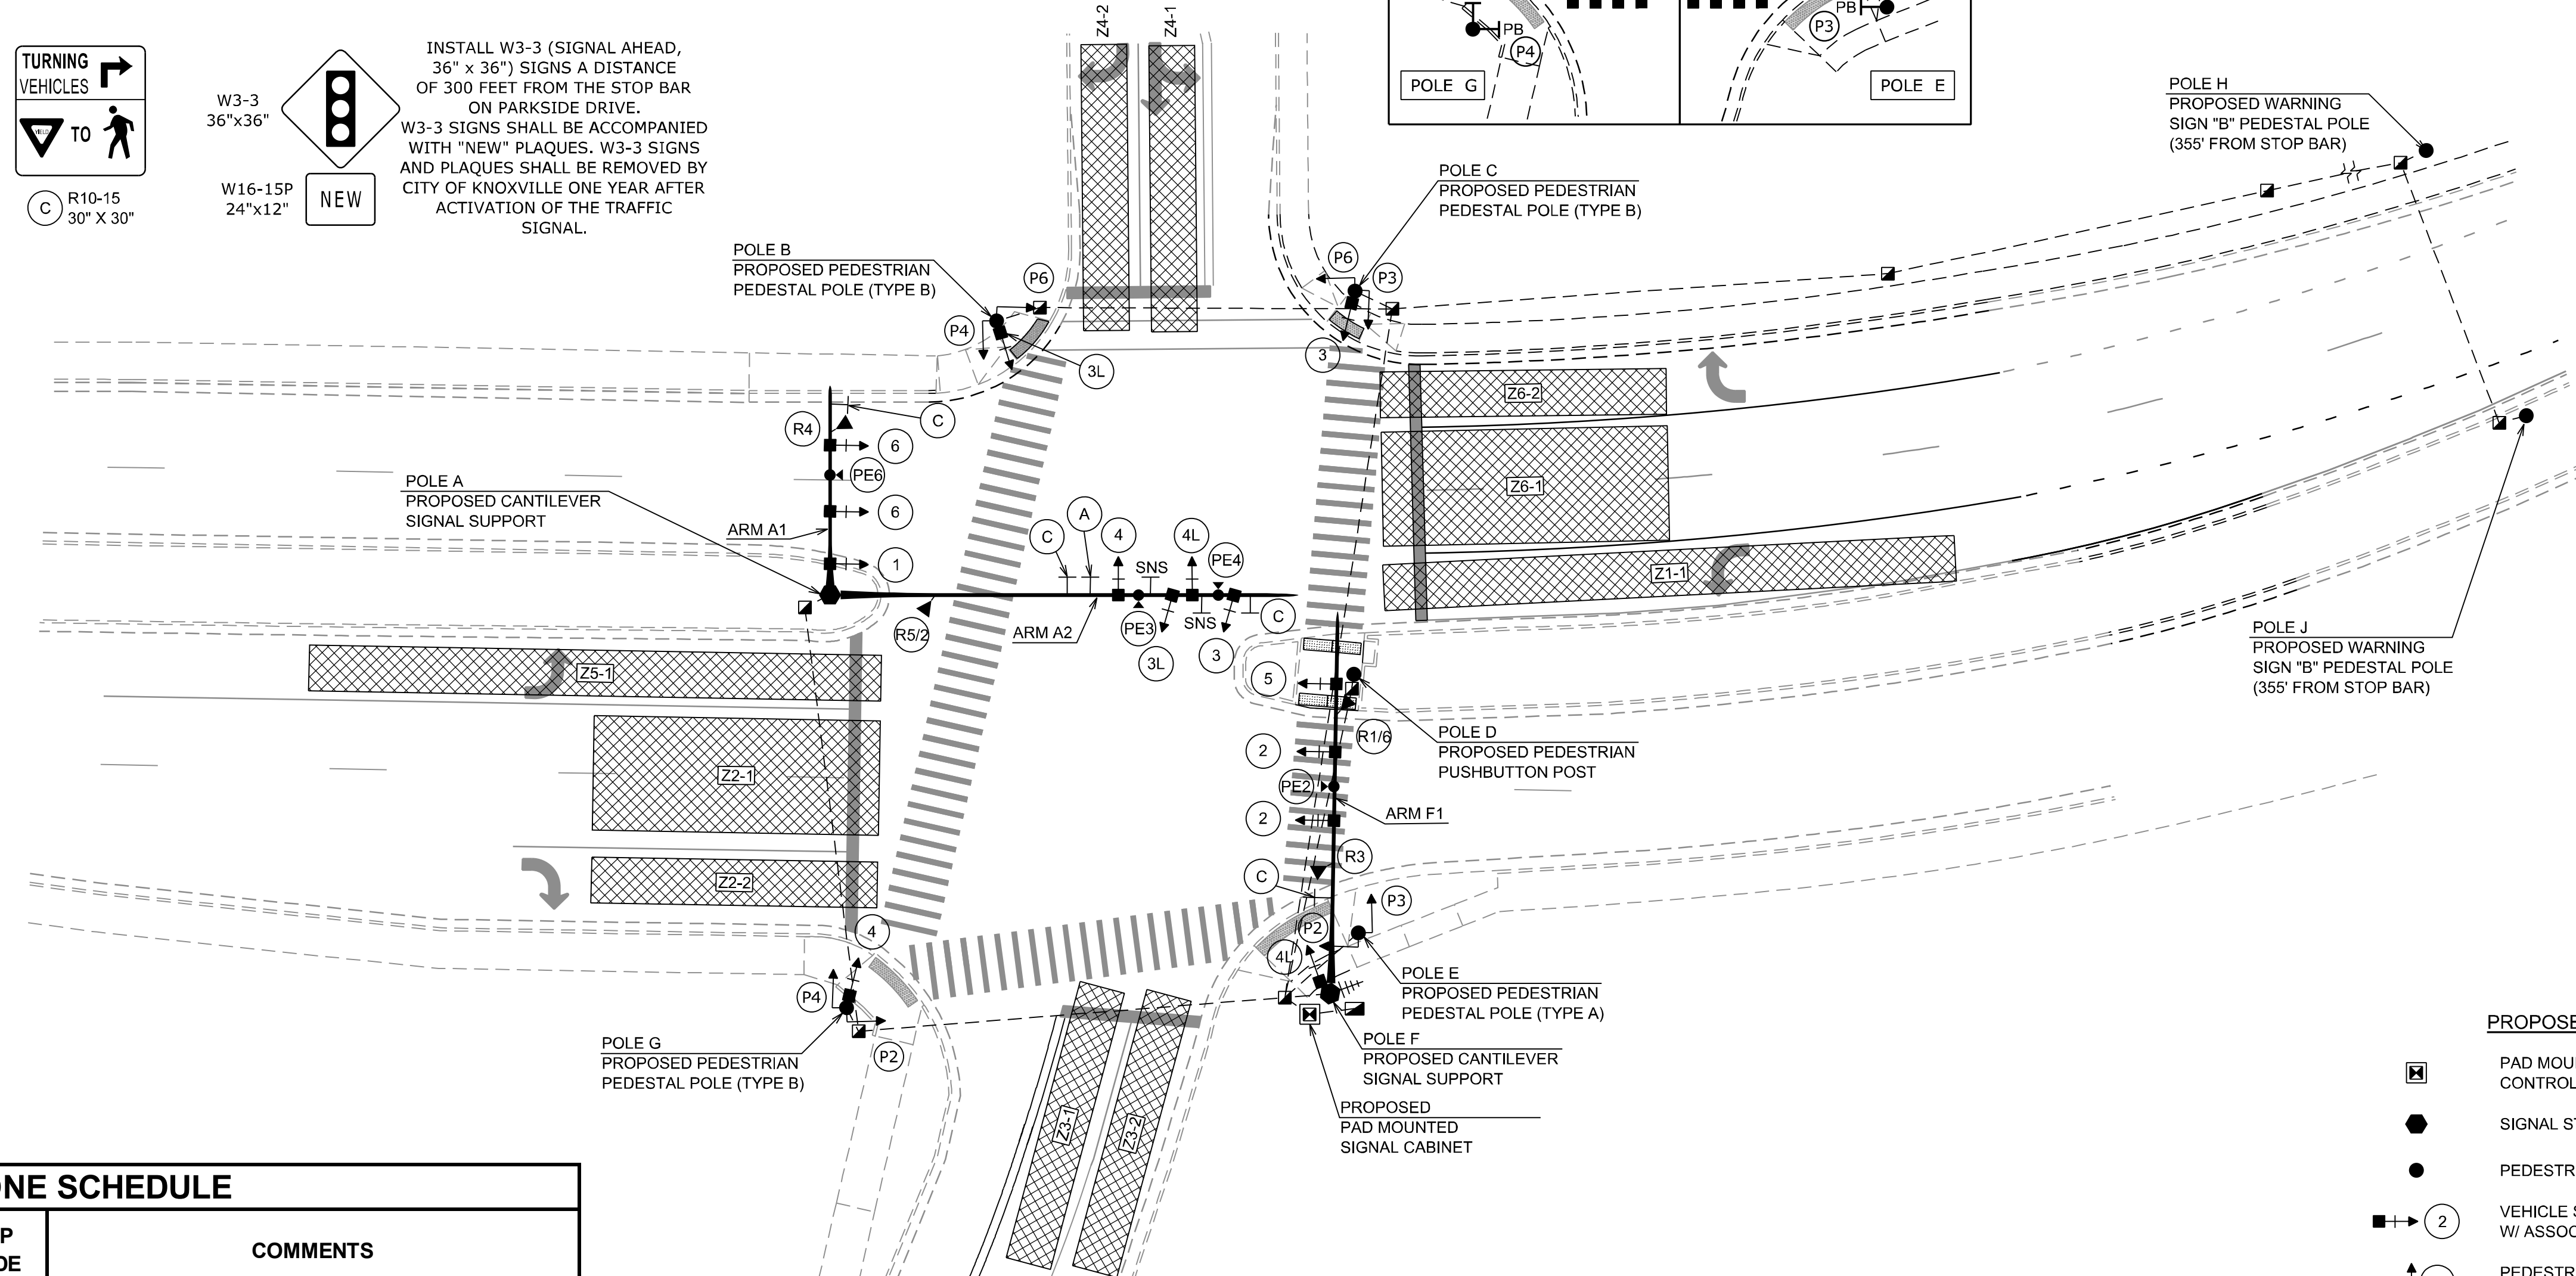 TURNING
VEHICLES
YIELD
TO
C
R10-15
30" X 30"
W3-3
36"x36"
W16-15P
24"x12"
NEW
INSTALL W3-3 (SIGNAL AHEAD,
36" x 36") SIGNS A DISTANCE
OF 300 FEET FROM THE STOP BAR
ON PARKSIDE DRIVE.
W3-3 SIGNS SHALL BE ACCOMPANIED
WITH "NEW" PLAQUES. W3-3 SIGNS
AND PLAQUES SHALL BE REMOVED BY
CITY OF KNOXVILLE ONE YEAR AFTER
ACTIVATION OF THE TRAFFIC
SIGNAL.
Z4-2
Z4-1
PB
P4
POLE G
PB
P3
POLE E
POLE H
PROPOSED WARNING
SIGN "B" PEDESTAL POLE
(355' FROM STOP BAR)
POLE C
PROPOSED PEDESTRIAN
PEDESTAL POLE (TYPE B)
POLE B
PROPOSED PEDESTRIAN
PEDESTAL POLE (TYPE B)
P6
P4
3L
P6
P3
3
C
R4
6
PE6
6
1
POLE A
PROPOSED CANTILEVER
SIGNAL SUPPORT
ARM A1
Z6-2
Z6-1
Z1-1
C
A
4
SNS
4L
PE4
R5/2
ARM A2
PE3
3L
SNS
3
C
POLE J
PROPOSED WARNING
SIGN "B" PEDESTAL POLE
(355' FROM STOP BAR)
Z5-1
Z2-1
Z2-2
5
R1/6
2
PE2
2
POLE D
PROPOSED PEDESTRIAN
PUSHBUTTON POST
ARM F1
R3
C
P3
P2
4L
4
P4
P2
POLE G
PROPOSED PEDESTRIAN
PEDESTAL POLE (TYPE B)
POLE E
PROPOSED PEDESTRIAN
PEDESTAL POLE (TYPE A)
POLE F
PROPOSED CANTILEVER
SIGNAL SUPPORT
PROPOSED
PAD MOUNTED
SIGNAL CABINET
Z3-1
Z3-2
NE SCHEDULE
P
DE
COMMENTS
PROPOSE
PAD MOU
CONTROL
SIGNAL ST
PEDESTR
2
VEHICLE S
W/ ASSOC
PEDESTR